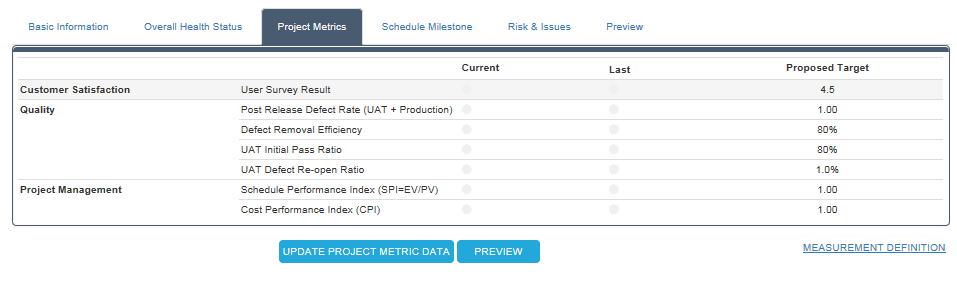 Basic Information Overall Health Status Project Metrics Schedule Milestone Risk & Issues Preview
Current Last Proposed Target
Customer Satisfaction User Survey Result 4.5
Quality Post Release Defect Rate (UAT + Production) 1.00
Defect Removal Efficiency 80%
UAT Initial Pass Ratio 80%
UAT Defect Re-open Ratio 1.0%
Project Management Schedule Performance Index (SPI=EV/PV) 1.00
Cost Performance Index (CPI) 1.00
UPDATE PROJECT METRIC DATA PREVIEW MEASUREMENT DEFINITION